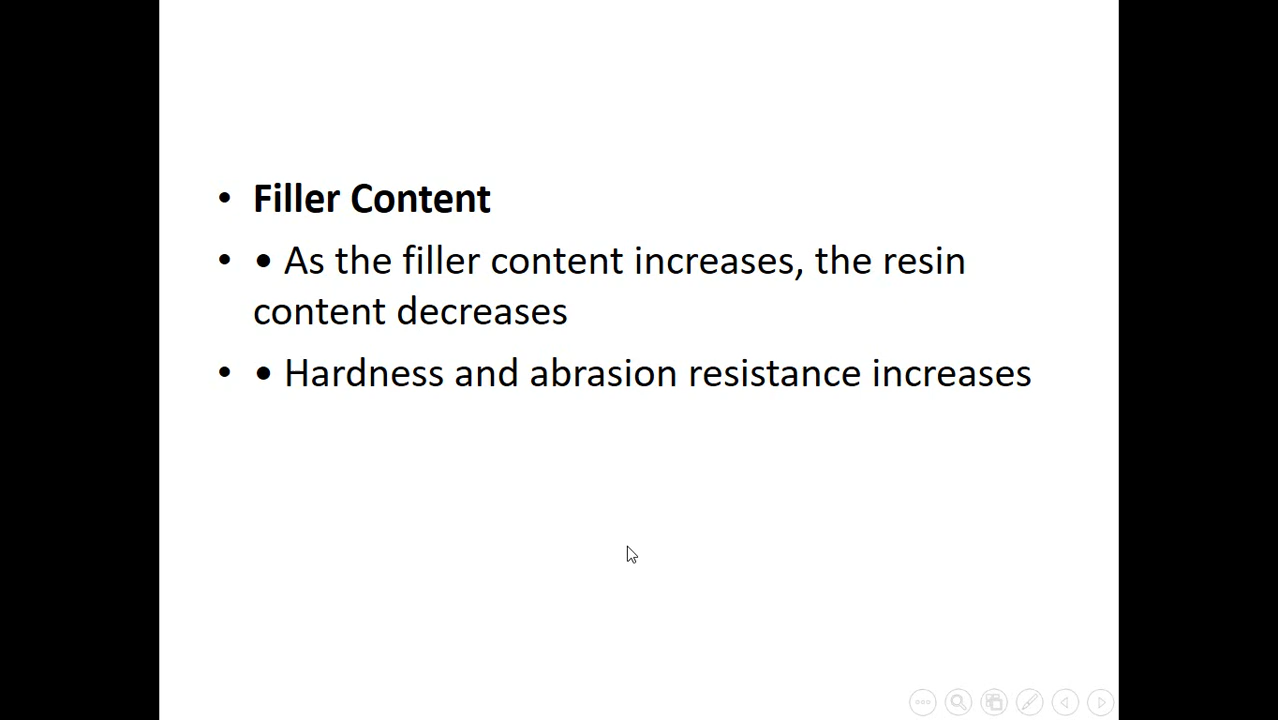 • Filler Content
• • As the filler content increases, the resin
content decreases
• • Hardness and abrasion resistance increases